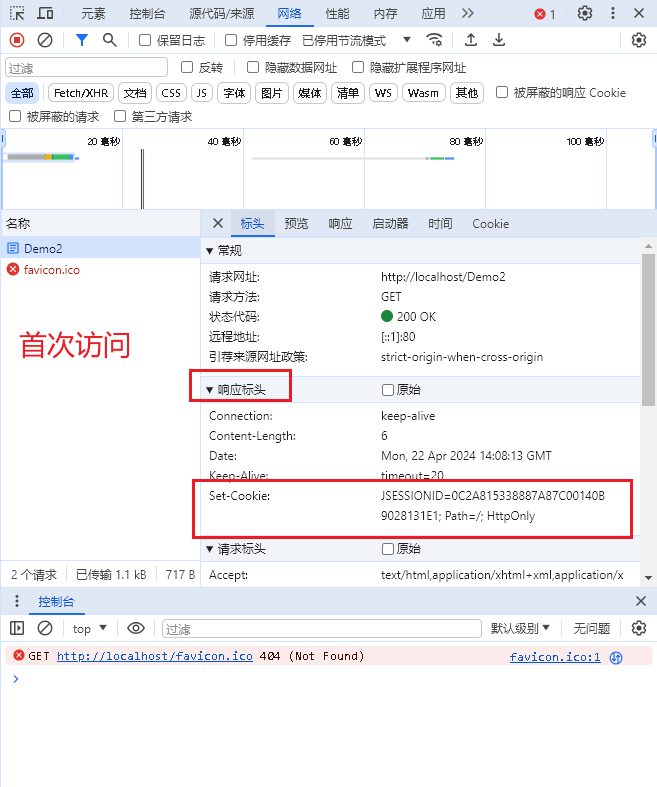 元素 控制台 源代码/来源 网络 性能 内存 应用 1
保留日志 停用缓存 已停用节流模式
过滤 反转 隐藏数据网址 隐藏扩展程序网址
全部 Fetch/XHR 文档 CSS JS 字体 图片 媒体 清单 WS Wasm 其他 被屏蔽的响应 Cookie
被屏蔽的请求 第三方请求
20 毫秒 40 毫秒 60 毫秒 80 毫秒 100 毫秒
名称 标头 预览 响应 启动器 时间 Cookie
Demo2
favicon.ico
首次访问
常规
请求网址: http://localhost/Demo2
请求方法: GET
状态代码: 200 OK
远程地址: [::1]:80
引荐来源网址政策: strict-origin-when-cross-origin
响应标头 原始
Connection: keep-alive
Content-Length: 6
Date: Mon, 22 Apr 2024 14:08:13 GMT
Keep-Alive: timeout=20
Set-Cookie: JSESSIONID=0C2A815338887A87C00140B
9028131E1; Path=/; HttpOnly
请求标头 原始
Accept: text/html,application/xhtml+xml,application/x
2 个请求 已传输 1.1 kB 717 B
控制台
top 过滤 默认级别 无问题
GET http://localhost/favicon.ico 404 (Not Found) favicon.ico:1